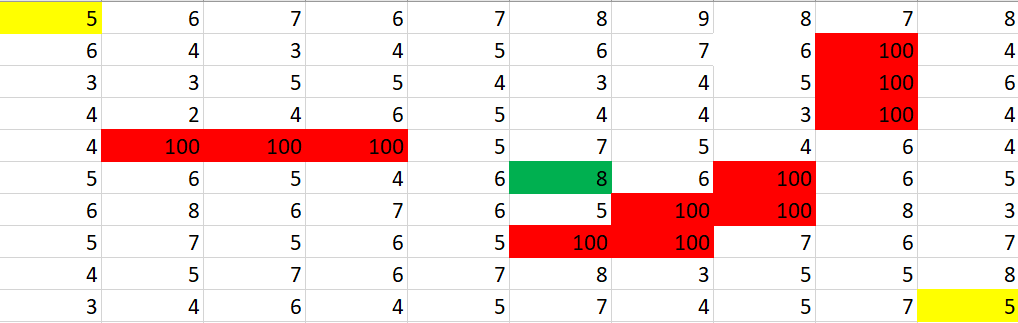 5 6 7 6 7 8 9 8 7 8
6 4 3 4 5 6 7 6 100 4
3 3 5 5 4 3 4 5 100 6
4 2 4 6 5 4 4 3 100 4
4 100 100 100 5 7 5 4 6 4
5 6 5 4 6 8 6 100 6 5
6 8 6 7 6 5 100 100 8 3
5 7 5 6 5 100 100 7 6 7
4 5 7 6 7 8 3 5 5 8
3 4 6 4 5 7 4 5 7 5